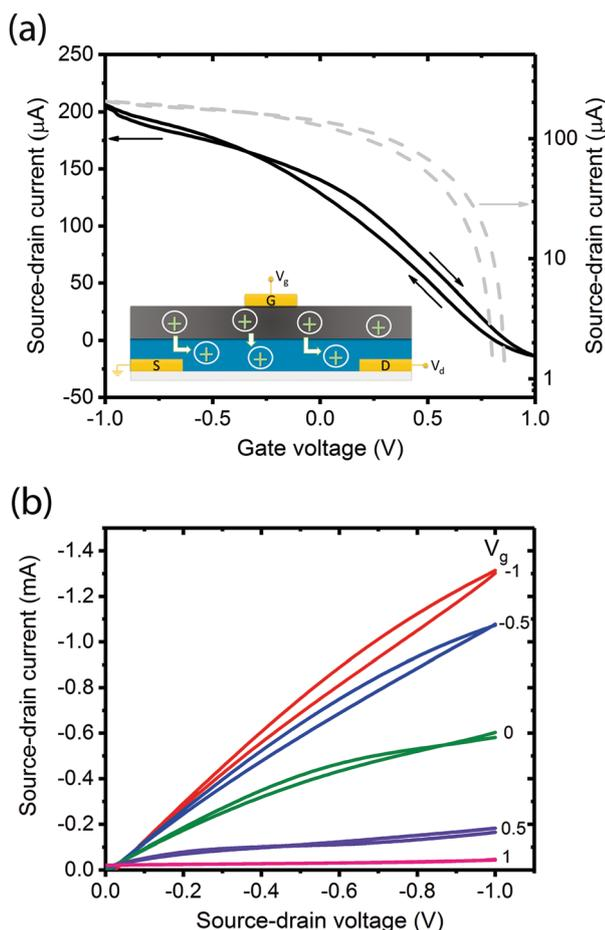 (a)
250
200
150
100
50
0
-50
Source-drain current (μA)
100
10
1
Source-drain current (μA)
Vg
G
S
D
Vd
-1.0 -0.5 0.0 0.5 1.0
Gate voltage (V)
(b)
-1.4
-1.2
-1.0
-0.8
-0.6
-0.4
-0.2
0.0
Source-drain current (mA)
Vg
-1
-0.5
0
0.5
1
0.0 -0.2 -0.4 -0.6 -0.8 -1.0
Source-drain voltage (V)